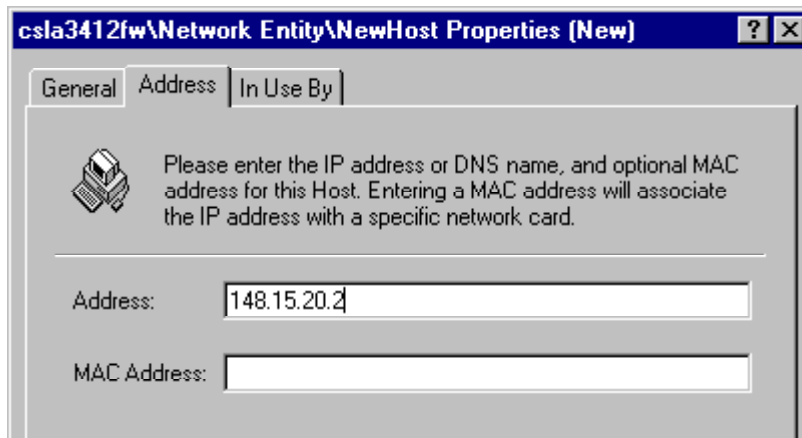 csla3412fw\Network Entity\NewHost Properties (New)
General Address In Use By
Please enter the IP address or DNS name, and optional MAC
address for this Host. Entering a MAC address will associate
the IP address with a specific network card.
Address: 148.15.20.2
MAC Address: